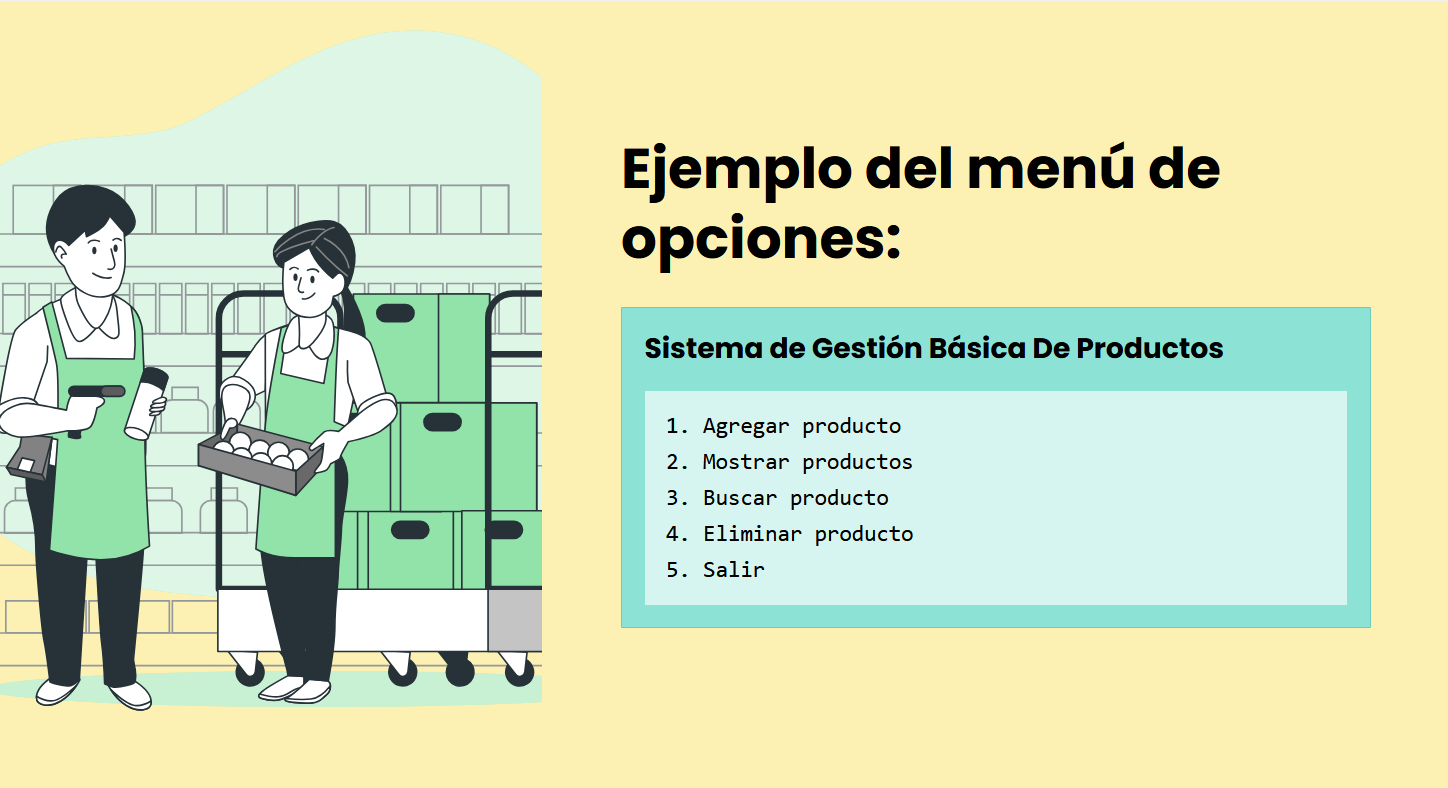 Ejemplo del menú de
opciones:
Sistema de Gestión Básica De Productos
1. Agregar producto
2. Mostrar productos
3. Buscar producto
4. Eliminar producto
5. Salir